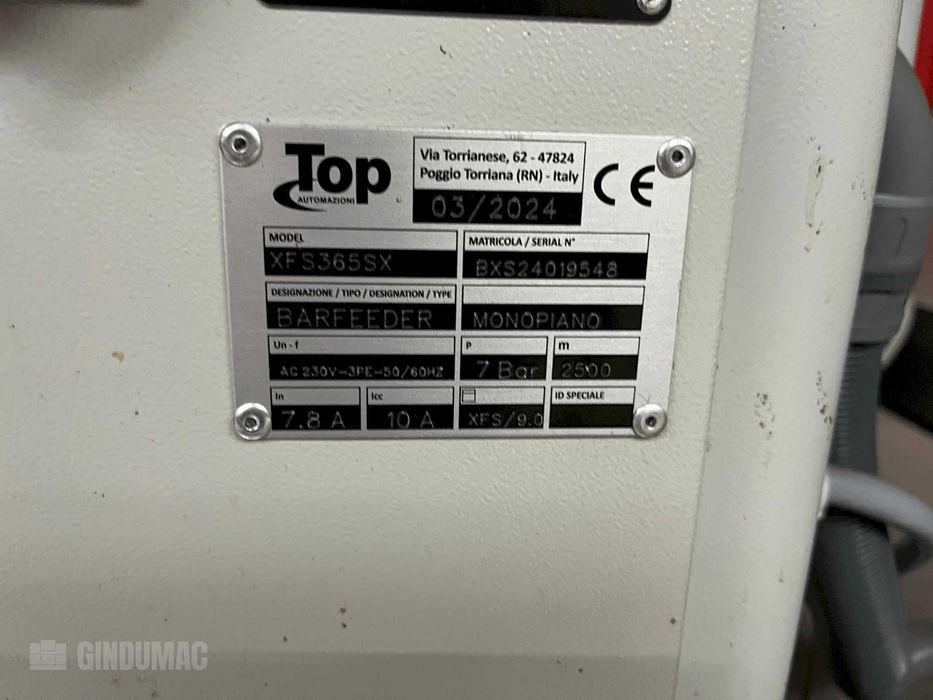 Top
AUTOMAZIONI
Via Torrianese, 62 - 47824
Poggio Torriana (RN) - Italy
03/2024
CE
MODEL
XFS365SX
MATRICOLA / SERIAL N°
BXS24019548
DESIGNAZIONE / TIPO / DESIGNATION / TYPE
BARFEEDER
MONOPIANO
Un - f
AC 230V-3PE-50/60HZ
P
7 Bar
m
2500
In
7.8 A
Icc
10 A
XFS/9.0
ID SPECIALE
GINDUMAC